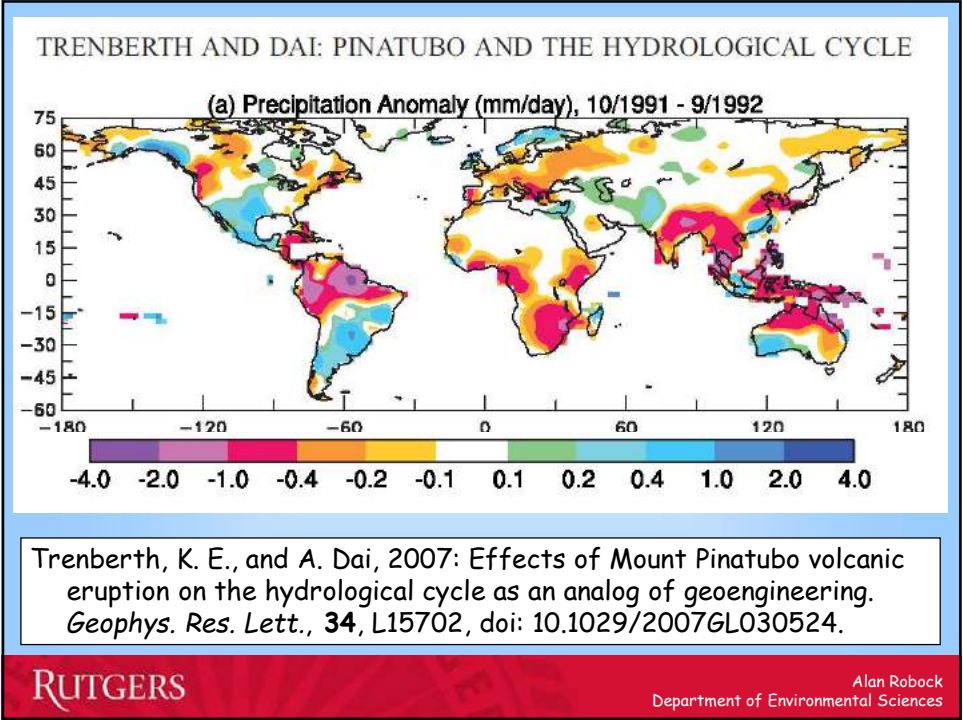 TRENBERTH AND DAI: PINATUBO AND THE HYDROLOGICAL CYCLE
(a) Precipitation Anomaly (mm/day), 10/1991 - 9/1992
75
60
45
30
15
0
−15
−30
−45
−60
−180 −120 −60 0 60 120 180
-4.0 -2.0 -1.0 -0.4 -0.2 -0.1 0.1 0.2 0.4 1.0 2.0 4.0
Trenberth, K. E., and A. Dai, 2007: Effects of Mount Pinatubo volcanic
eruption on the hydrological cycle as an analog of geoengineering.
Geophys. Res. Lett., 34, L15702, doi: 10.1029/2007GL030524.
RUTGERS
Alan Robock
Department of Environmental Sciences